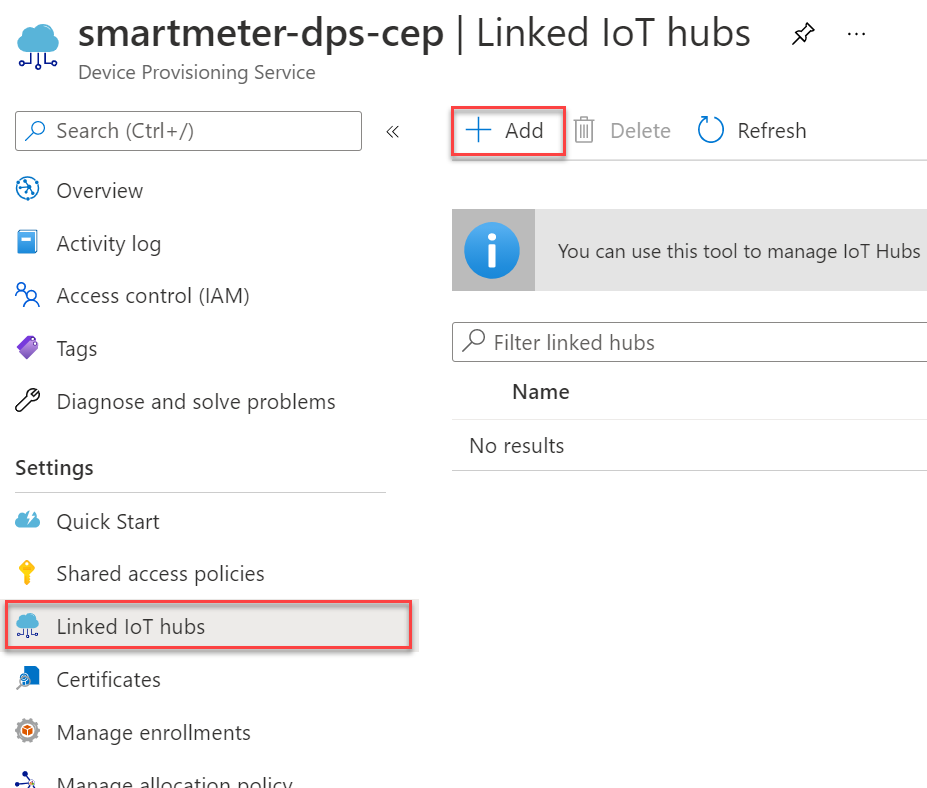 smartmeter-dps-cep | Linked IoT hubs
Device Provisioning Service
Search (Ctrl+/)
Overview
Activity log
Access control (IAM)
Tags
Diagnose and solve problems
Settings
Quick Start
Shared access policies
Linked IoT hubs
Certificates
Manage enrollments
Manage allocation policy
Add
Delete
Refresh
You can use this tool to manage IoT Hubs
Filter linked hubs
Name
No results